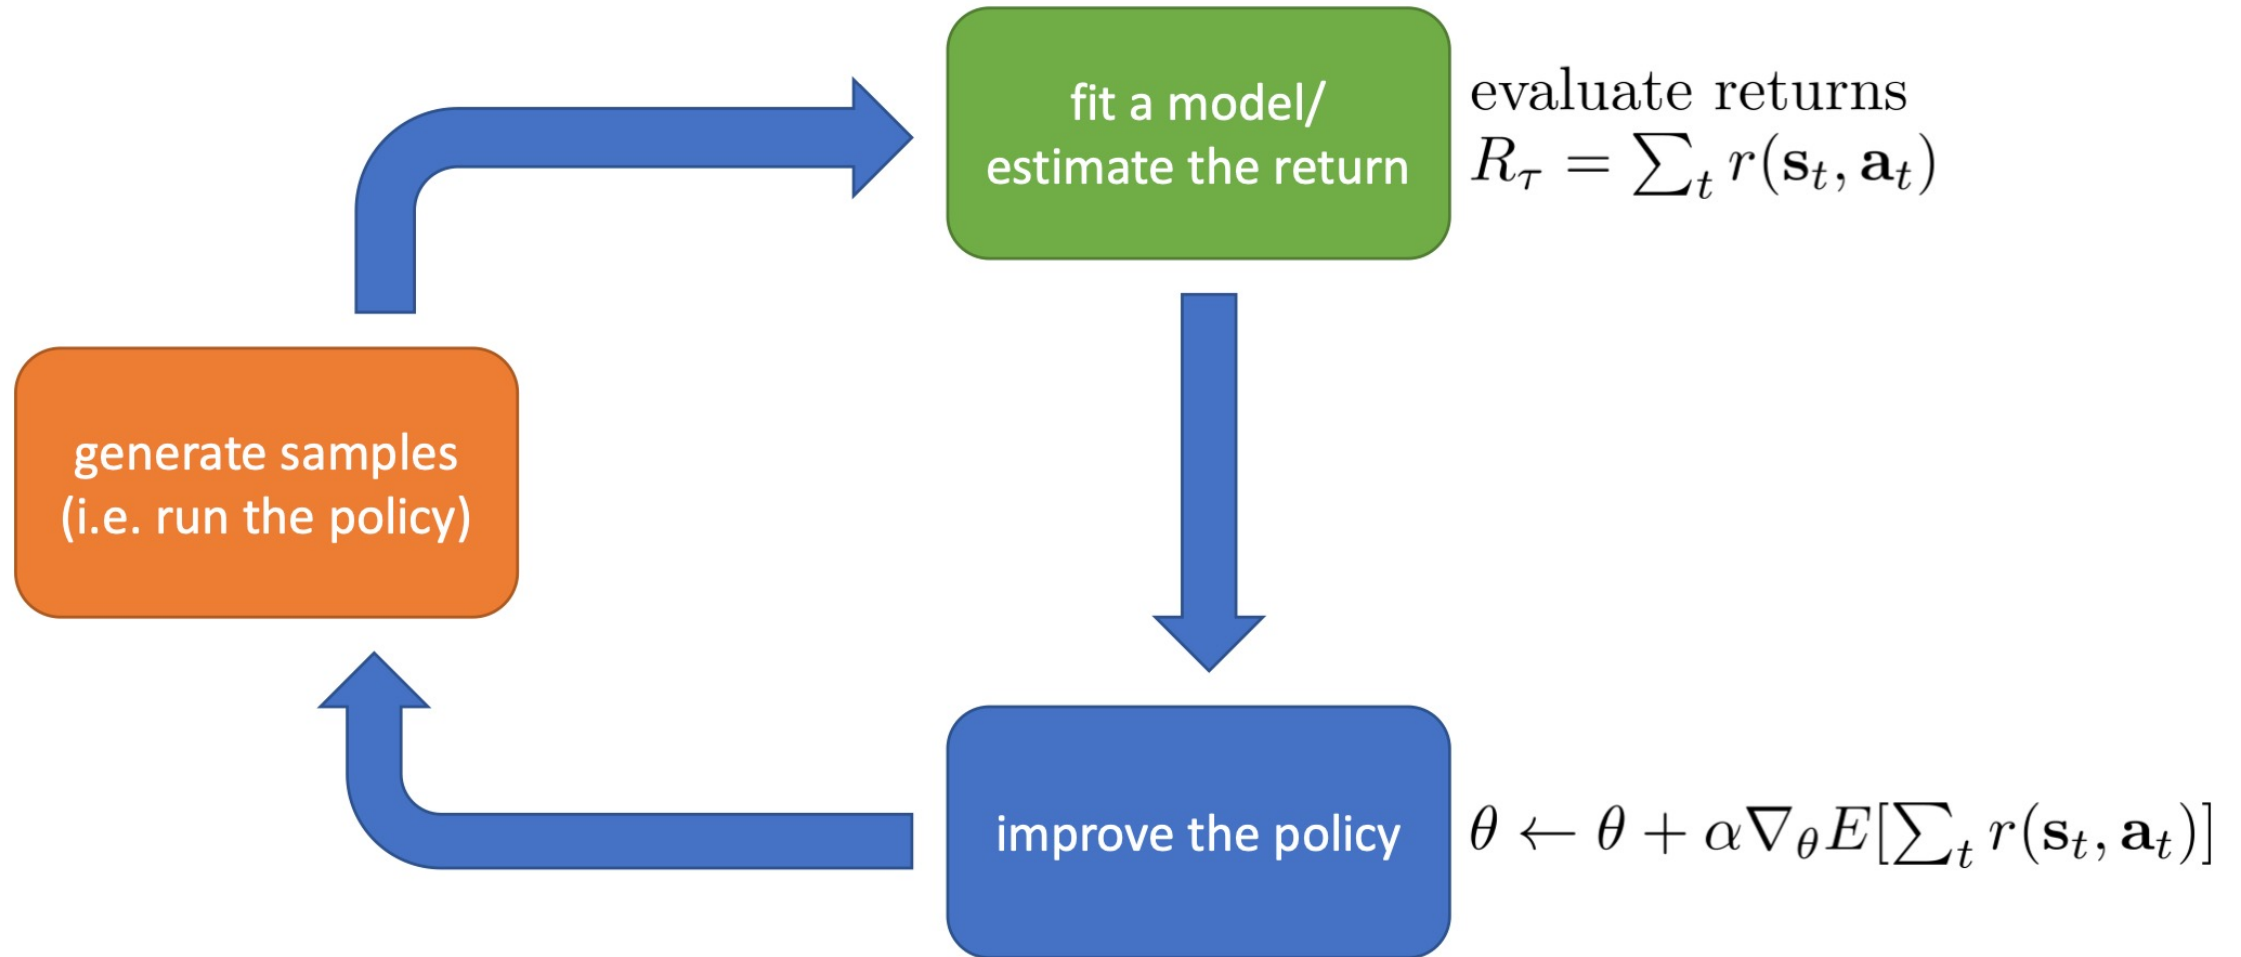 fit a model/
estimate the return
evaluate returns
R_τ = ∑_t r(s_t, a_t)
generate samples
(i.e. run the policy)
improve the policy
θ ← θ + α∇_θ E[∑_t r(s_t, a_t)]